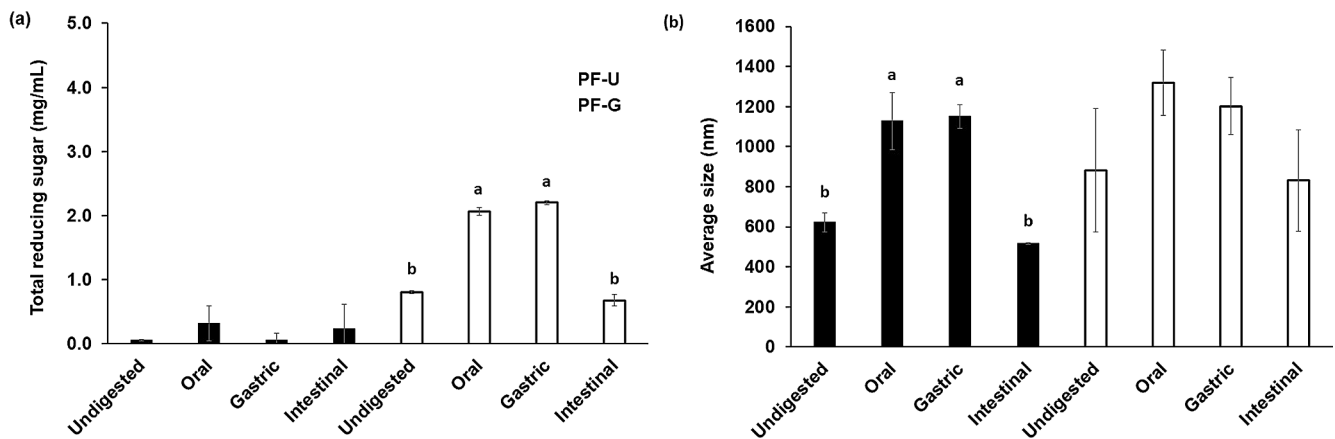 (a)
Total reducing sugar (mg/mL)
5.0
4.0
3.0
2.0
1.0
0.0
PF-U
PF-G
b
a
a
b
Undigested
Oral
Gastric
Intestinal
Undigested
Oral
Gastric
Intestinal
(b)
Average size (nm)
1600
1400
1200
1000
800
600
400
200
0
b
a
a
b
Undigested
Oral
Gastric
Intestinal
Undigested
Oral
Gastric
Intestinal